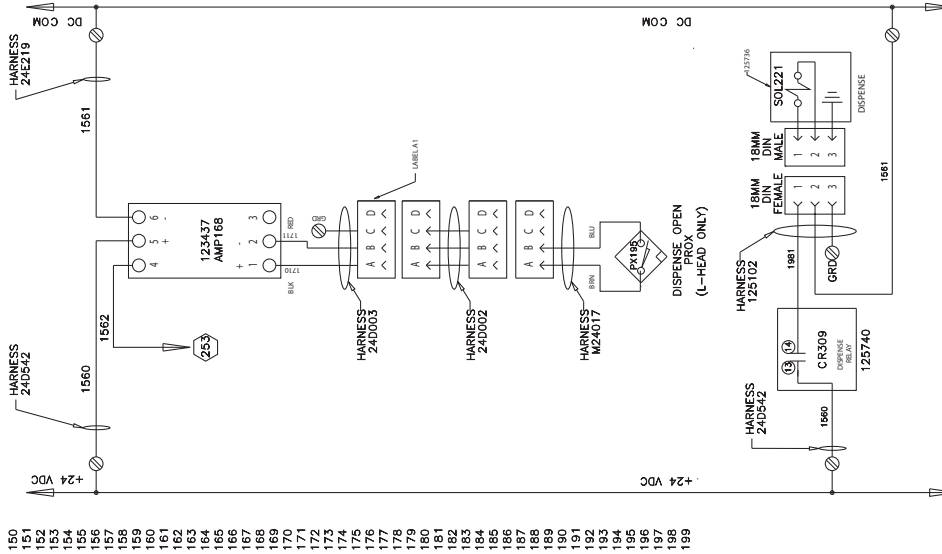 150
151
152
153
154
155
156
157
158
159
160
161
162
163
164
165
166
167
168
169
170
171
172
173
174
175
176
177
178
179
180
181
182
183
184
185
186
187
188
189
190
191
192
193
194
195
196
197
198
199
+24 VDC
DC COM
HARNESS
24D542
1560
1562
253
HARNESS
24E219
1561
4 5 6
+ -
123437
AMP168
+ -
1 2 3
BLK 1710
1711 RED
GRD
HARNESS
24D003
A B C D
LABEL A1
A B C D
HARNESS
24D002
A B C D
A B C D
HARNESS
M24017
BRN
BLU
PX195
DISPENSE OPEN
PROX
(L-HEAD ONLY)
+24 VDC
DC COM
HARNESS
24D542
1560
13 14
CR309
DISPENSE
RELAY
125740
HARNESS
125102
1981
GRD
18MM
DIN
FEMALE
1
2
3
18MM
DIN
MALE
1
2
3
125736
SOL221
DISPENSE
1561